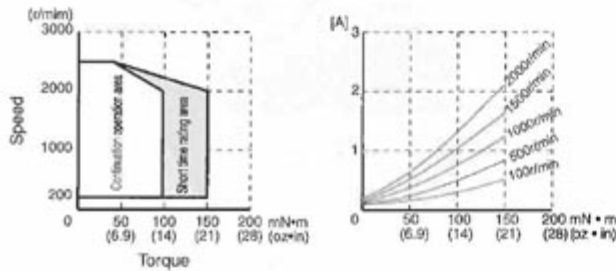 (r/mim)
3000
2000
1000
200
0
Speed
Continuation operation area
Short time rating area
50 100 150 200 mN•m
(6.9) (14) (21) (28) (oz•in)
Torque
[A]
3
2
1
0
2000r/min
1500r/min
1000r/min
500r/min
100r/min
50 100 150 200 mN • m
(6.9) (14) (21) (28) (oz • in)